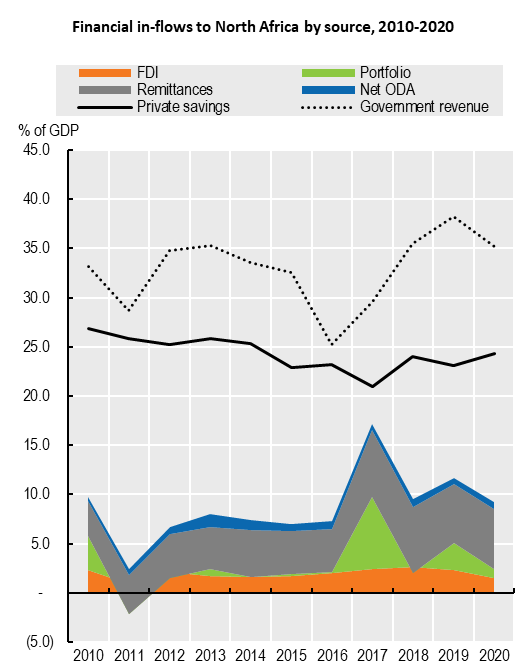 Financial in-flows to North Africa by source, 2010-2020
FDI Portfolio
Remittances Net ODA
Private savings Government revenue
% of GDP
45.0
40.0
35.0
30.0
25.0
20.0
15.0
10.0
5.0
-
(5.0)
2010 2011 2012 2013 2014 2015 2016 2017 2018 2019 2020